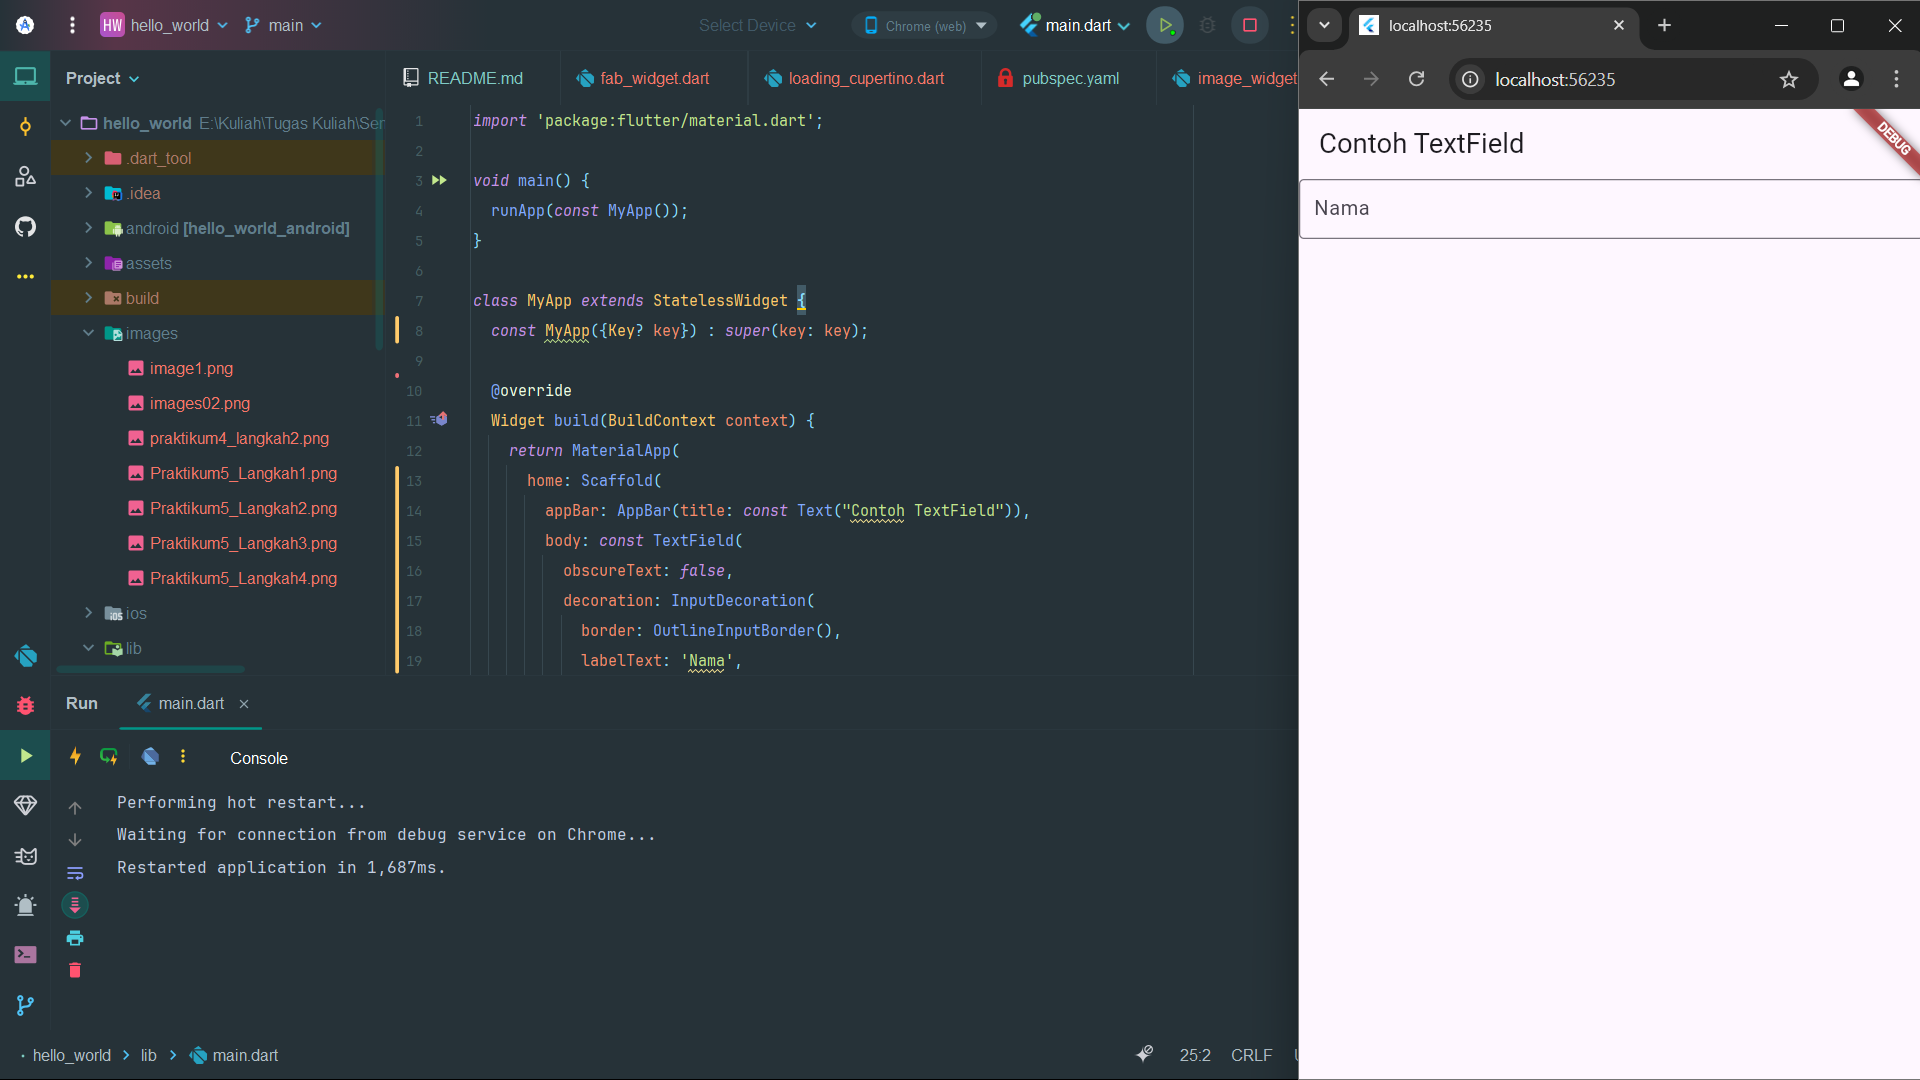 HW hello_world main Select Device Chrome (web) main.dart
Project
hello_world E:\Kuliah\Tugas Kuliah\Ser
.dart_tool
.idea
android [hello_world_android]
assets
build
images
image1.png
images02.png
praktikum4_langkah2.png
Praktikum5_Langkah1.png
Praktikum5_Langkah2.png
Praktikum5_Langkah3.png
Praktikum5_Langkah4.png
ios
lib
README.md fab_widget.dart loading_cupertino.dart pubspec.yaml image_widget
1 import 'package:flutter/material.dart';
2
3 void main() {
4 runApp(const MyApp());
5 }
6
7 class MyApp extends StatelessWidget {
8 const MyApp({Key? key}) : super(key: key);
9
10 @override
11 Widget build(BuildContext context) {
12 return MaterialApp(
13 home: Scaffold(
14 appBar: AppBar(title: const Text("Contoh TextField")),
15 body: const TextField(
16 obscureText: false,
17 decoration: InputDecoration(
18 border: OutlineInputBorder(),
19 labelText: 'Nama',
Run main.dart
Console
Performing hot restart...
Waiting for connection from debug service on Chrome...
Restarted application in 1,687ms.
hello_world lib main.dart
25:2 CRLF
localhost:56235
localhost:56235
Contoh TextField
DEBUG
Nama